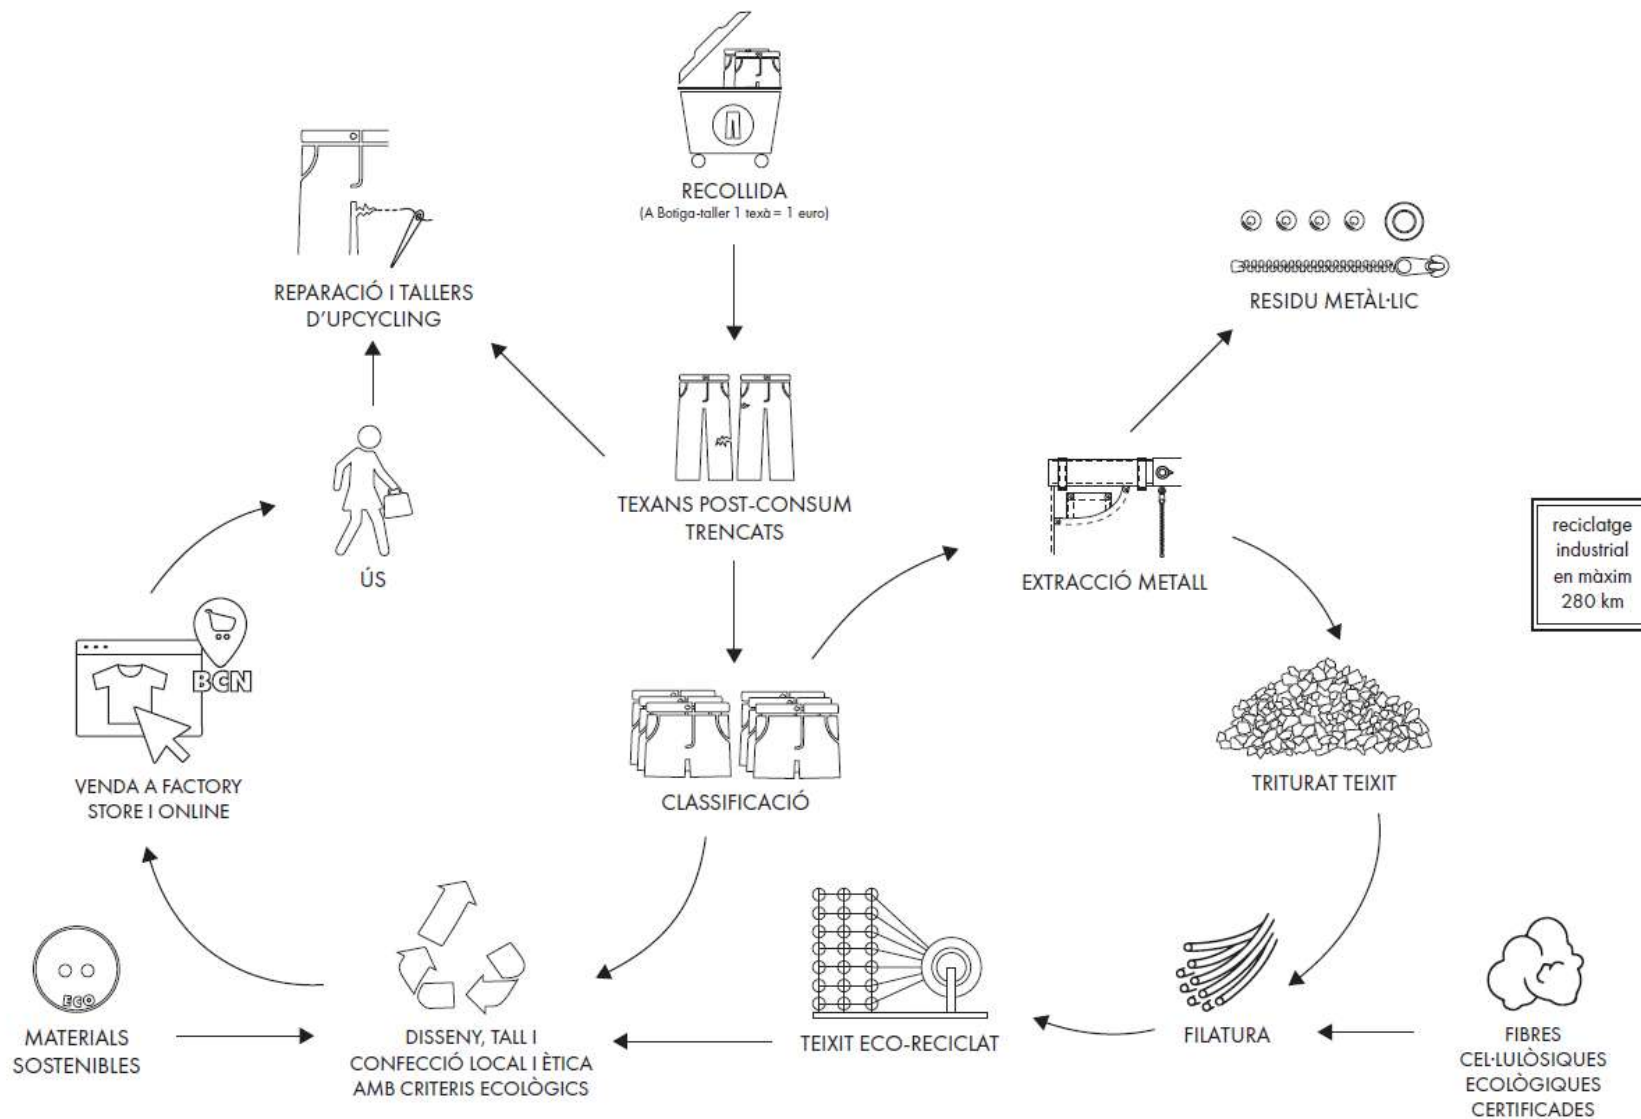 RECOLLIDA
(A Botiga-taller 1 texà = 1 euro)
REPARACIÓ I TALLERS
D'UPCYCLING
RESIDU METÀL·LIC
TEXANS POST-CONSUM
TRENCATS
ÚS
EXTRACCIÓ METALL
reciclatge
industrial
en màxim
280 km
BCN
VENDA A FACTORY
STORE I ONLINE
CLASSIFICACIÓ
TRITURAT TEIXIT
ECO
MATERIALS
SOSTENIBLES
DISSENY, TALL I
CONFECCIÓ LOCAL I ÈTICA
AMB CRITERIS ECOLÒGICS
TEIXIT ECO-RECICLAT
FILATURA
FIBRES
CEL·LULÒSIQUES
ECOLÒGIQUES
CERTIFICADES